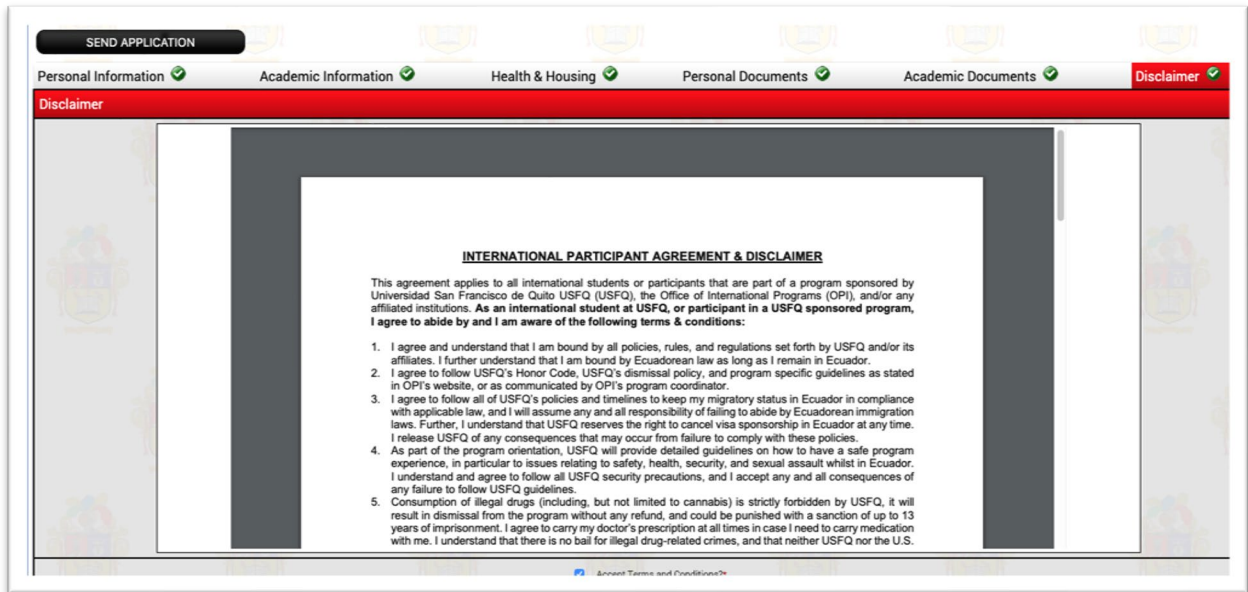 SEND APPLICATION
Personal Information Academic Information Health & Housing Personal Documents Academic Documents Disclaimer
Disclaimer
INTERNATIONAL PARTICIPANT AGREEMENT & DISCLAIMER
This agreement applies to all international students or participants that are part of a program sponsored by
Universidad San Francisco de Quito USFQ (USFQ), the Office of International Programs (OPI), and/or any
affiliated institutions. As an international student at USFQ, or participant in a USFQ sponsored program,
I agree to abide by and I am aware of the following terms & conditions:
1. I agree and understand that I am bound by all policies, rules, and regulations set forth by USFQ and/or its
affiliates. I further understand that I am bound by Ecuadorean law as long as I remain in Ecuador.
2. I agree to follow USFQ's Honor Code, USFQ's dismissal policy, and program specific guidelines as stated
in OPI's website, or as communicated by OPI's program coordinator.
3. I agree to follow all of USFQ's policies and timelines to keep my migratory status in Ecuador in compliance
with applicable law, and I will assume any and all responsibility of failing to abide by Ecuadorean immigration
laws. Further, I understand that USFQ reserves the right to cancel visa sponsorship in Ecuador at any time.
I release USFQ of any consequences that may occur from failure to comply with these policies.
4. As part of the program orientation, USFQ will provide detailed guidelines on how to have a safe program
experience, in particular to issues relating to safety, health, security, and sexual assault whilst in Ecuador.
I understand and agree to follow all USFQ security precautions, and I accept any and all consequences of
any failure to follow USFQ guidelines.
5. Consumption of illegal drugs (including, but not limited to cannabis) is strictly forbidden by USFQ, it will
result in dismissal from the program without any refund, and could be punished with a sanction of up to 13
years of imprisonment. I agree to carry my doctor's prescription at all times in case I need to carry medication
with me. I understand that there is no bail for illegal drug-related crimes, and that neither USFQ nor the U.S.
Accept Terms and Conditions?*